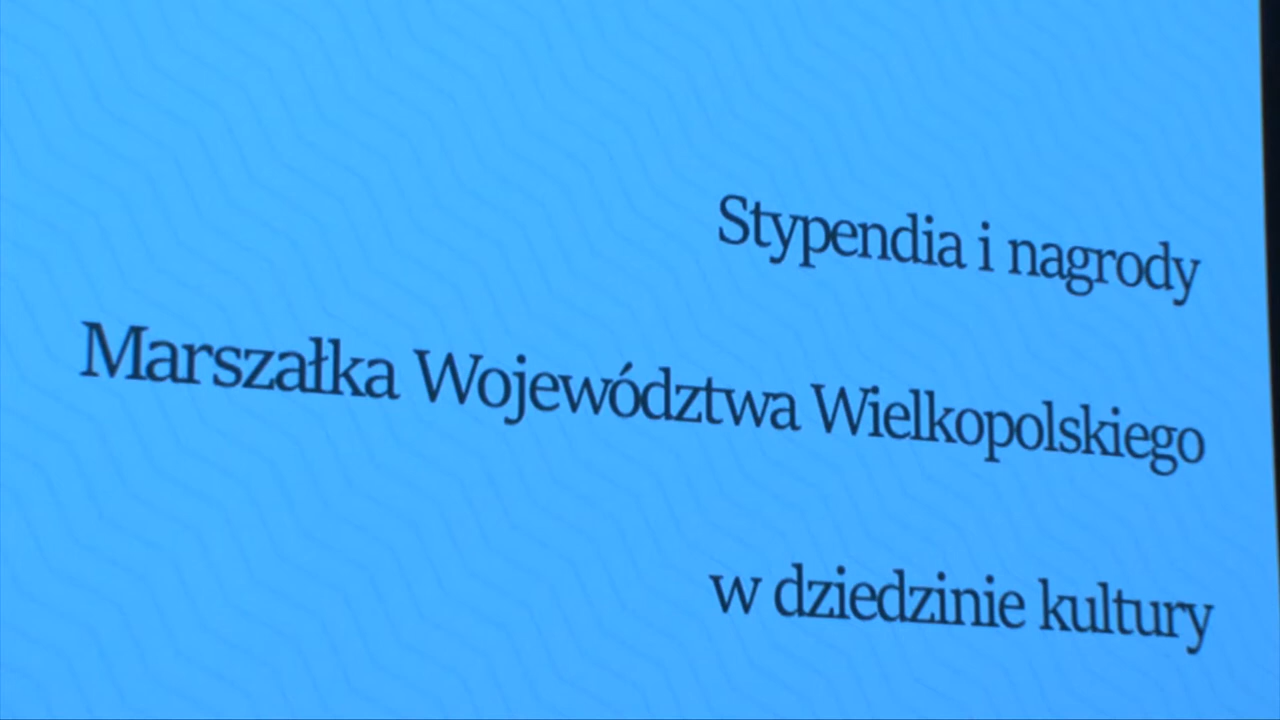 Stypendia i nagrody
Marszałka Województwa Wielkopolskiego
w dziedzinie kultury